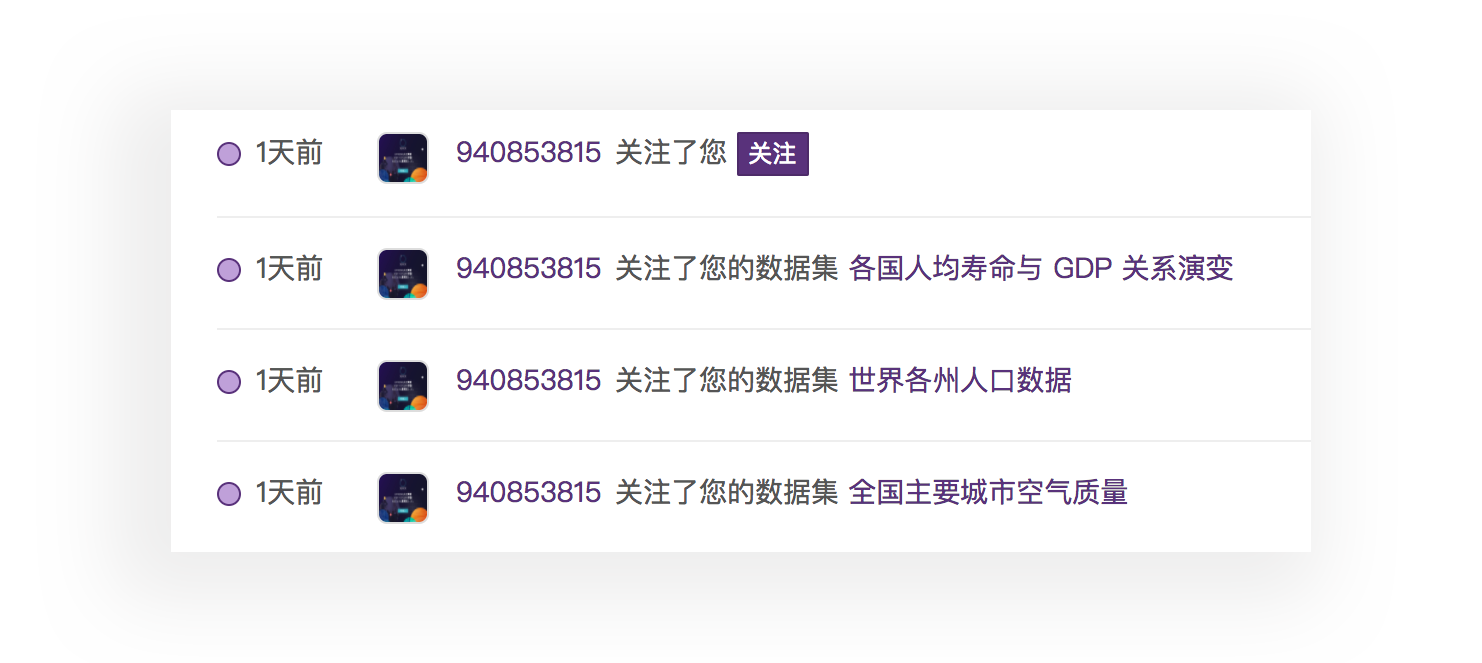 1天前 940853815 关注了您 关注
1天前 940853815 关注了您的数据集 各国人均寿命与 GDP 关系演变
1天前 940853815 关注了您的数据集 世界各州人口数据
1天前 940853815 关注了您的数据集 全国主要城市空气质量